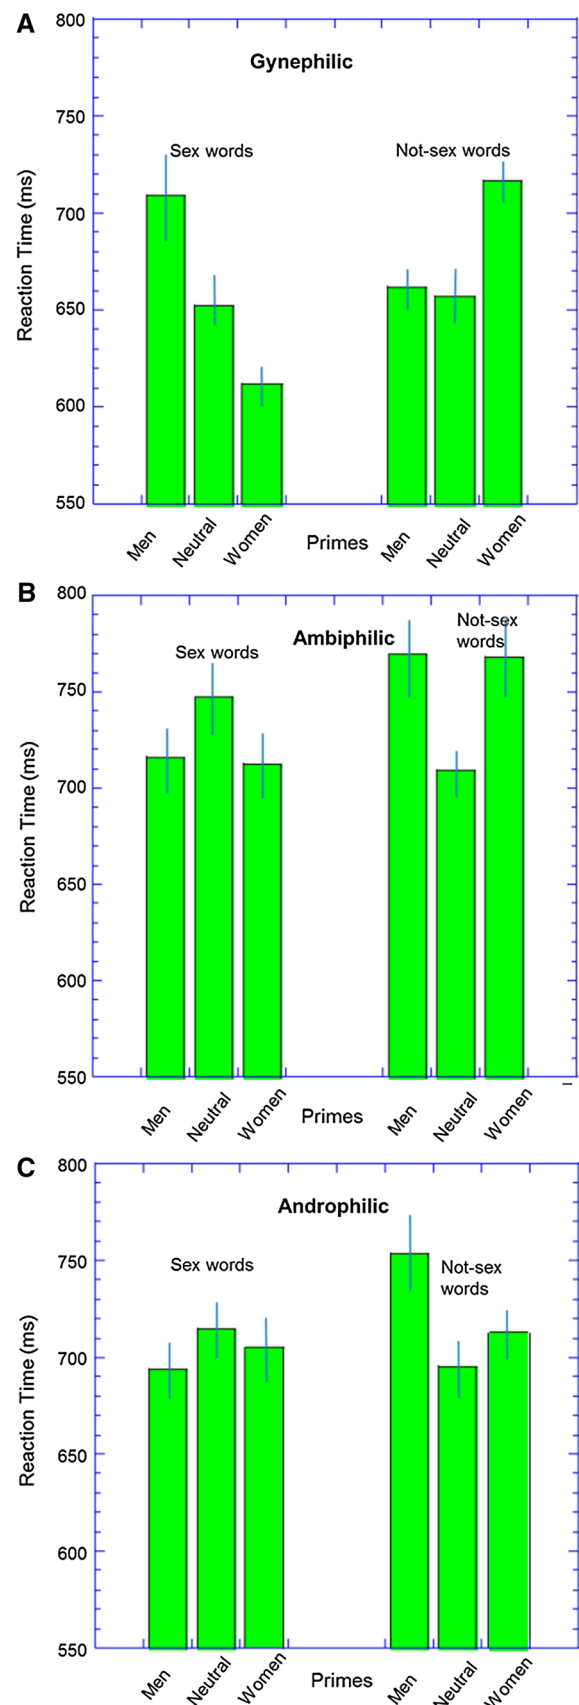 A
800
Gynephilic
750
Sex words
Not-sex words
700
Reaction Time (ms)
650
600
550
Men
Neutral
Women
Primes
Men
Neutral
Women
B
800
Not-sex
words
Ambiphilic
Sex words
750
700
Reaction Time (ms)
650
600
550
Men
Neutral
Women
Primes
Men
Neutral
Women
C
800
Androphilic
750
Sex words
Not-sex
words
700
Reaction Time (ms)
650
600
550
Men
Neutral
Women
Primes
Men
Neutral
Women